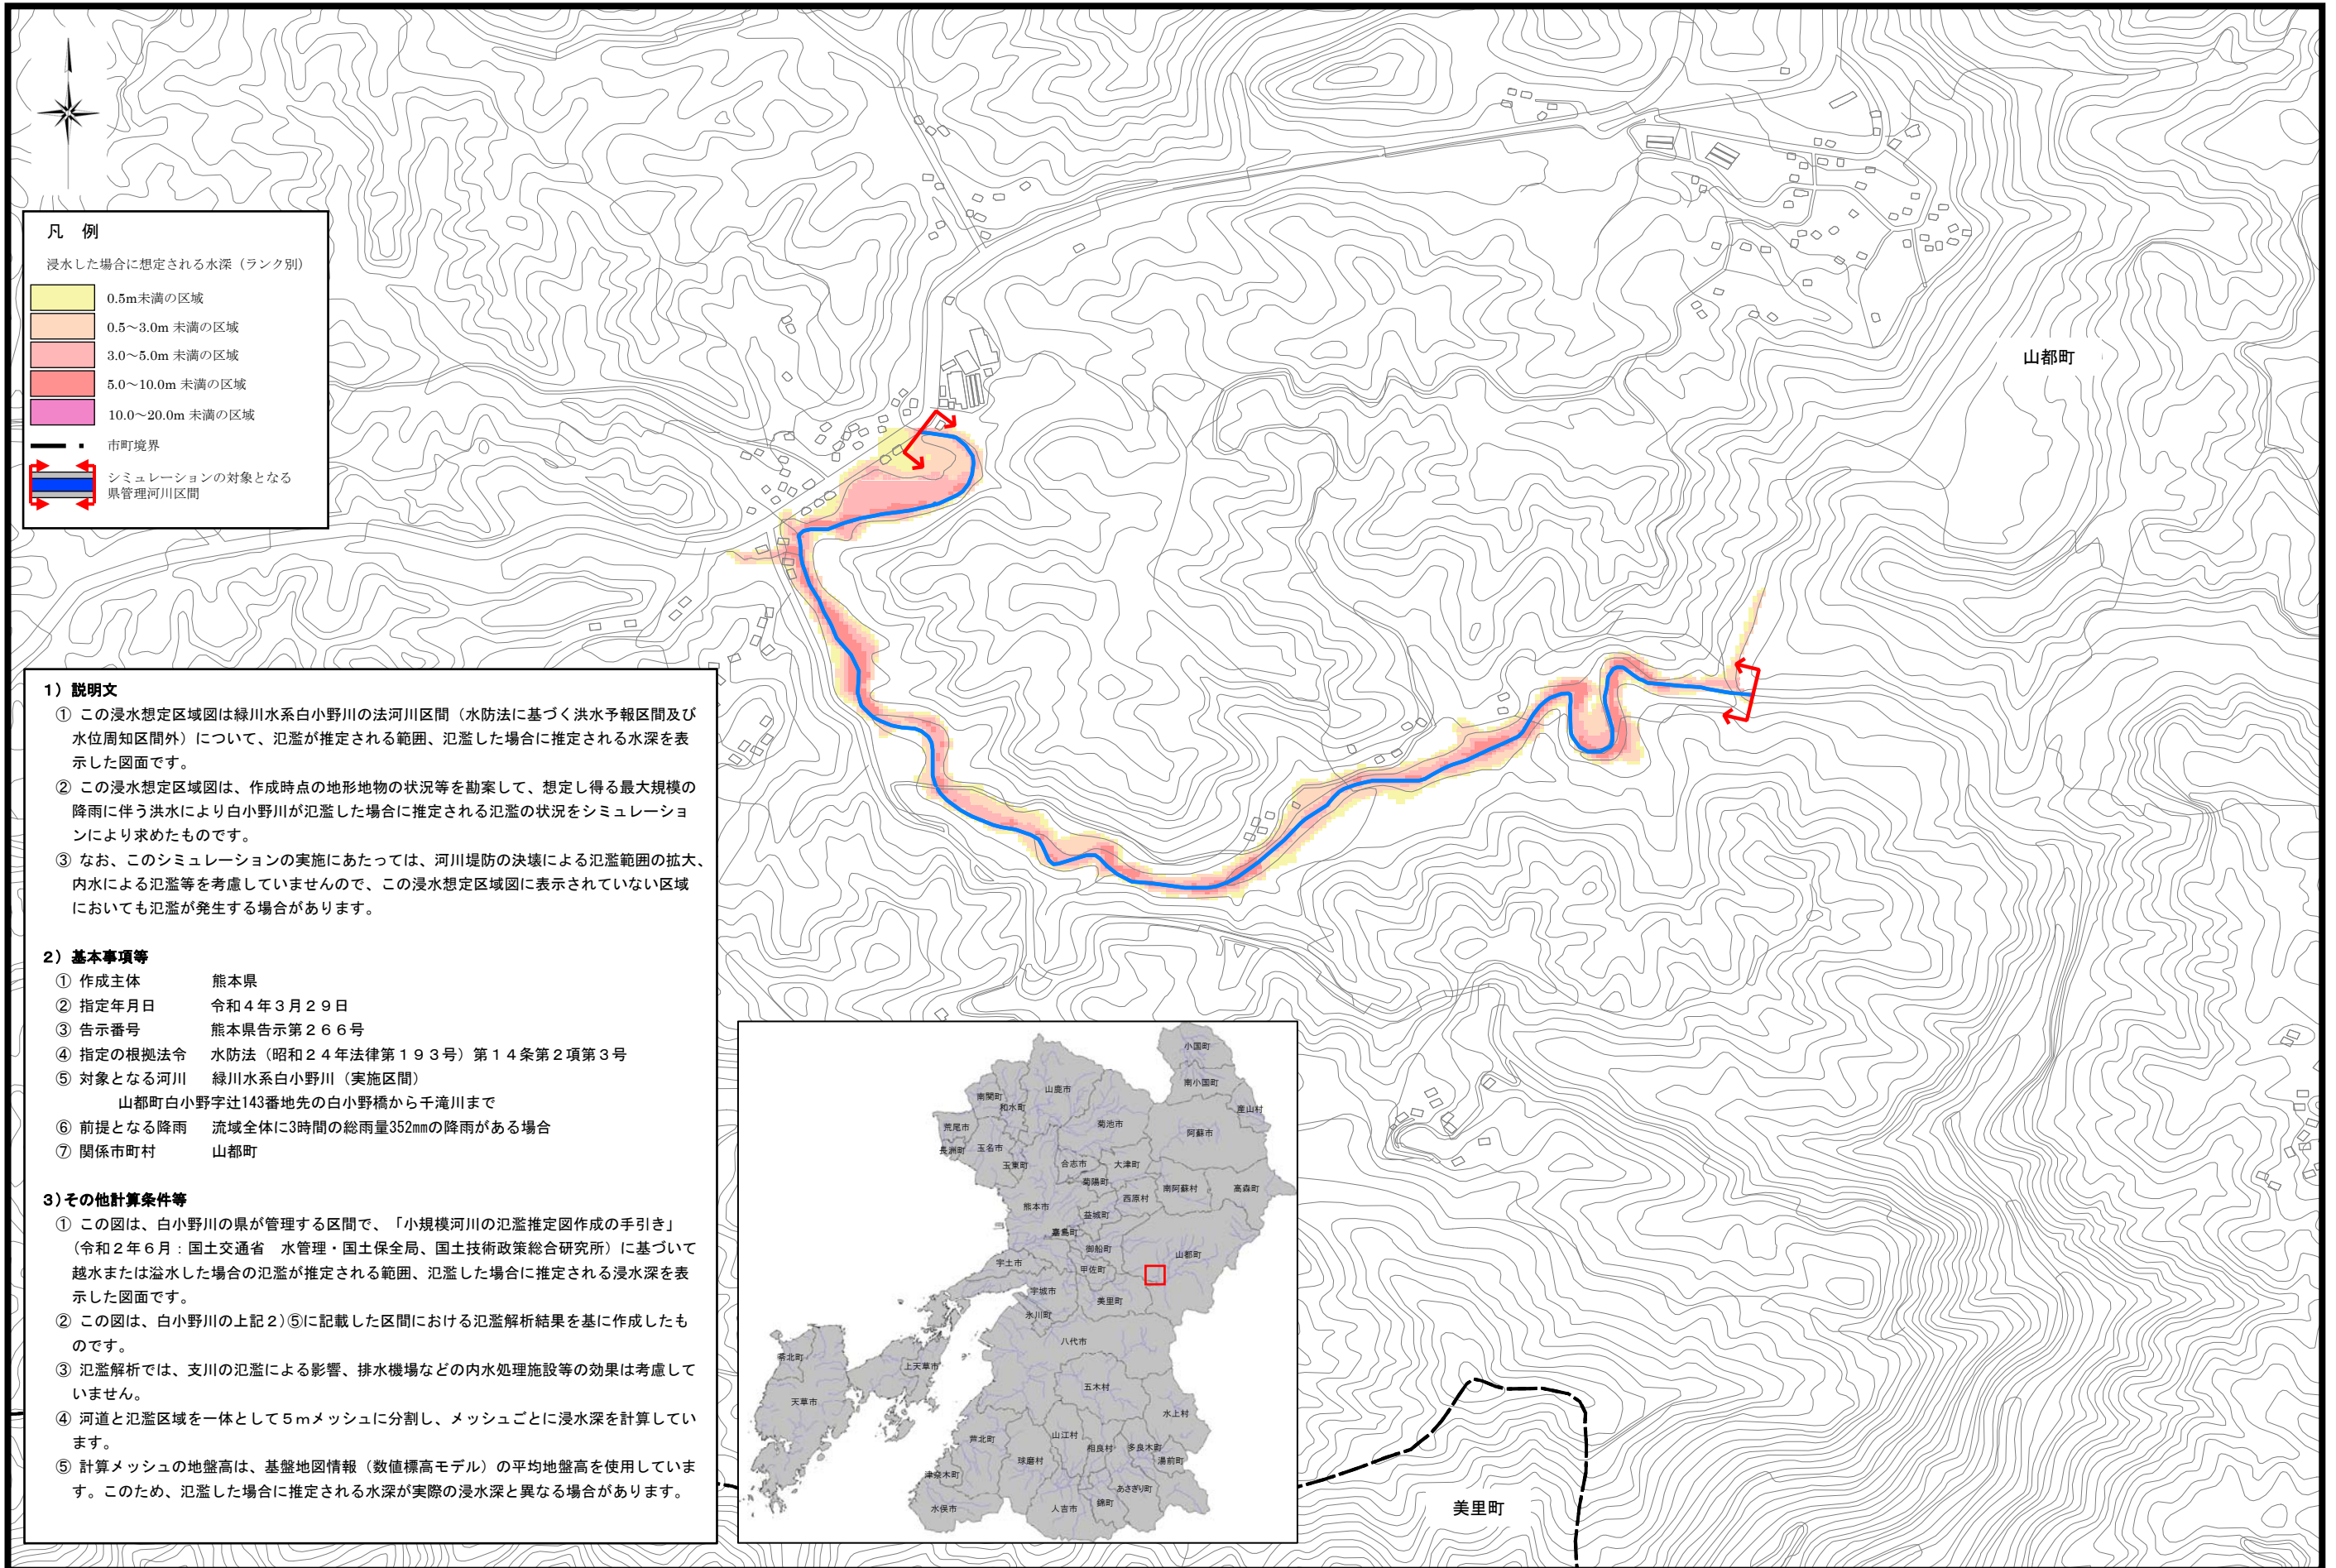 凡 例
浸水した場合に想定される水深（ランク別）
0.5m未満の区域
0.5～3.0m 未満の区域
3.0～5.0m 未満の区域
5.0～10.0m 未満の区域
10.0～20.0m 未満の区域
市町境界
シミュレーションの対象となる
県管理河川区間
山都町
1）説明文
① この浸水想定区域図は緑川水系白小野川の法河川区間（水防法に基づく洪水予報区間及び
水位周知区間外）について、氾濫が推定される範囲、氾濫した場合に推定される水深を表
示した図面です。
② この浸水想定区域図は、作成時点の地形地物の状況等を勘案して、想定し得る最大規模の
降雨に伴う洪水により白小野川が氾濫した場合に推定される氾濫の状況をシミュレーショ
ンにより求めたものです。
③ なお、このシミュレーションの実施にあたっては、河川堤防の決壊による氾濫範囲の拡大、
内水による氾濫等を考慮していませんので、この浸水想定区域図に表示されていない区域
においても氾濫が発生する場合があります。
2）基本事項等
① 作成主体 熊本県
② 指定年月日 令和４年３月２９日
③ 告示番号 熊本県告示第２６６号
④ 指定の根拠法令 水防法（昭和２４年法律第１９３号）第１４条第２項第３号
⑤ 対象となる河川 緑川水系白小野川（実施区間）
山都町白小野字辻143番地先の白小野橋から千滝川まで
⑥ 前提となる降雨 流域全体に3時間の総雨量352㎜の降雨がある場合
⑦ 関係市町村 山都町
3)その他計算条件等
① この図は、白小野川の県が管理する区間で、「小規模河川の氾濫推定図作成の手引き」
（令和２年６月：国土交通省 水管理・国土保全局、国土技術政策総合研究所）に基づいて
越水または溢水した場合の氾濫が推定される範囲、氾濫した場合に推定される浸水深を表
示した図面です。
② この図は、白小野川の上記２)⑤に記載した区間における氾濫解析結果を基に作成したも
のです。
③ 氾濫解析では、支川の氾濫による影響、排水機場などの内水処理施設等の効果は考慮して
いません。
④ 河道と氾濫区域を一体として５ｍメッシュに分割し、メッシュごとに浸水深を計算してい
ます。
⑤ 計算メッシュの地盤高は、基盤地図情報（数値標高モデル）の平均地盤高を使用していま
す。このため、氾濫した場合に推定される水深が実際の浸水深と異なる場合があります。
小国町
南小国町
産山村
山鹿市
南関町
和水町
菊池市
阿蘇市
荒尾市
長洲町
玉名市
玉東町
合志市
大津町
菊陽町
西原村
南阿蘇村
高森町
熊本市
益城町
嘉島町
御船町
山都町
宇土市
甲佐町
宇城市
美里町
氷川町
八代市
苓北町
上天草市
天草市
五木村
水上村
芦北町
山江村
相良村
多良木町
湯前町
球磨村
津奈木町
あさぎり町
錦町
水俣市
人吉市
美里町